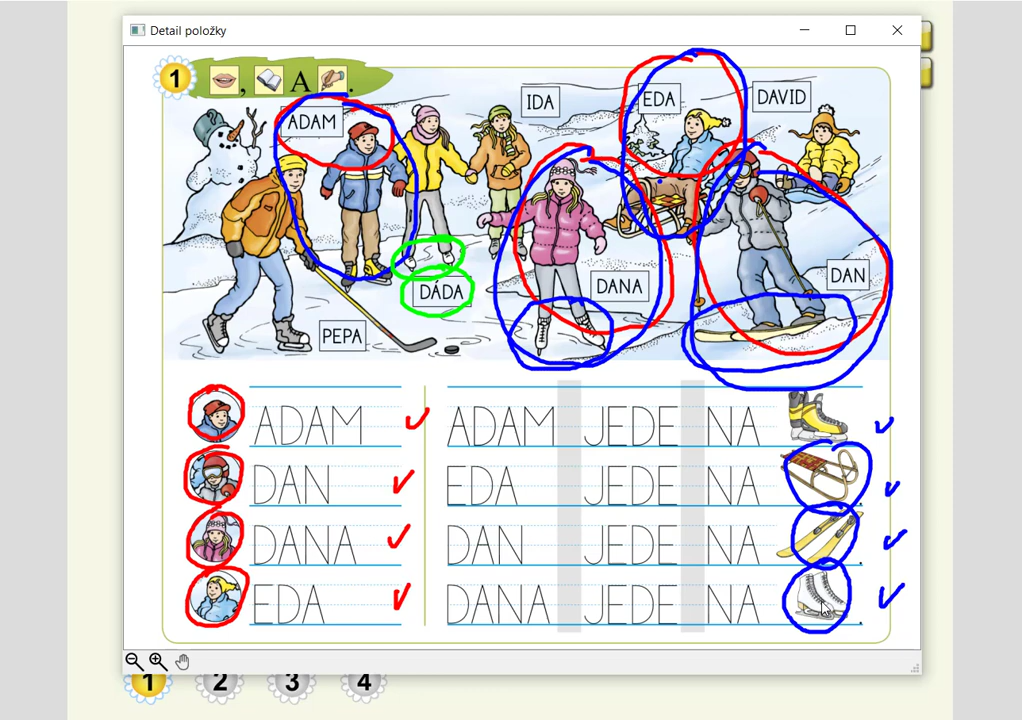 Detail položky
1 , A .
ADAM
IDA
EDA
DAVID
DÁDA
DANA
DAN
PEPA
ADAM
DAN
DANA
EDA
ADAM JEDE NA
EDA JEDE NA .
DAN JEDE NA .
DANA JEDE NA .
1 2 3 4